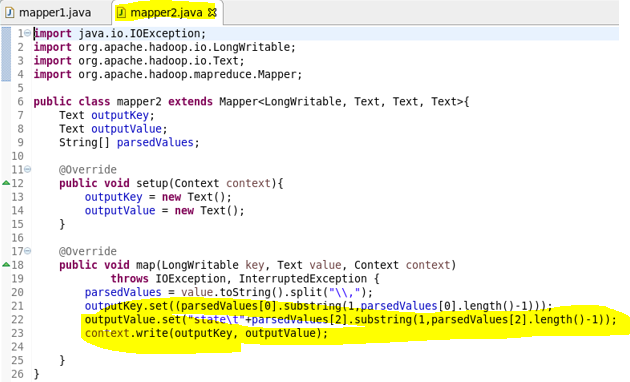 mapper1.java mapper2.java
1 import java.io.IOException;
2 import org.apache.hadoop.io.LongWritable;
3 import org.apache.hadoop.io.Text;
4 import org.apache.hadoop.mapreduce.Mapper;
5
6 public class mapper2 extends Mapper<LongWritable, Text, Text, Text>{
7 Text outputKey;
8 Text outputValue;
9 String[] parsedValues;
10
11 @Override
12 public void setup(Context context){
13 outputKey = new Text();
14 outputValue = new Text();
15 }
16
17 @Override
18 public void map(LongWritable key, Text value, Context context)
19 throws IOException, InterruptedException {
20 parsedValues = value.toString().split("\\,");
21 outputKey.set((parsedValues[0].substring(1,parsedValues[0].length()-1)));
22 outputValue.set("state\t"+parsedValues[2].substring(1,parsedValues[2].length()-1));
23 context.write(outputKey, outputValue);
24
25 }
26 }